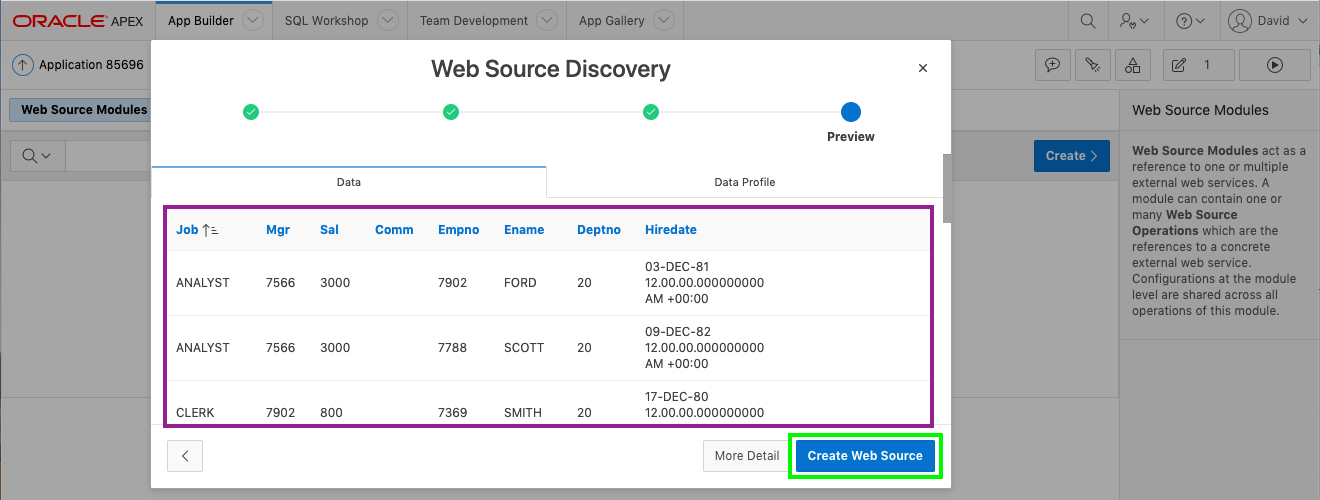 ORACLE APEX App Builder SQL Workshop Team Development App Gallery David
Application 85696 1
Web Source Modules
Create
Web Source Discovery
Preview
Data Data Profile
Job Mgr Sal Comm Empno Ename Deptno Hiredate
ANALYST 7566 3000 7902 FORD 20 03-DEC-81
12.00.00.000000000
AM +00:00
ANALYST 7566 3000 7788 SCOTT 20 09-DEC-82
12.00.00.000000000
AM +00:00
CLERK 7902 800 7369 SMITH 20 17-DEC-80
12.00.00.000000000
More Detail Create Web Source
Web Source Modules
Web Source Modules act as a
reference to one or multiple
external web services. A
module can contain one or
many Web Source
Operations which are the
references to a concrete
external web service.
Configurations at the module
level are shared across all
operations of this module.